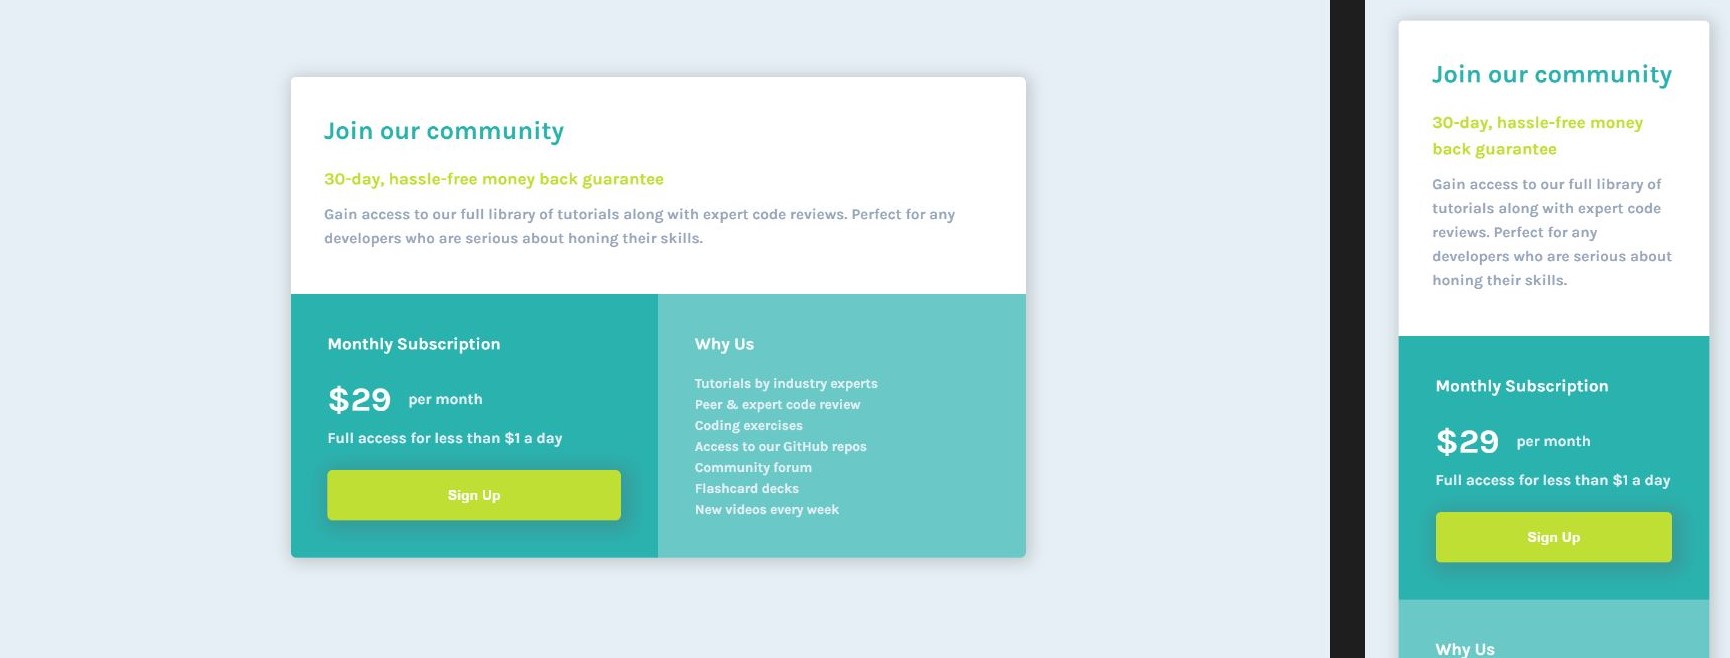 Join our community
30-day, hassle-free money back guarantee
Gain access to our full library of tutorials along with expert code reviews. Perfect for any
developers who are serious about honing their skills.
Monthly Subscription
$29 per month
Full access for less than $1 a day
Sign Up
Why Us
Tutorials by industry experts
Peer & expert code review
Coding exercises
Access to our GitHub repos
Community forum
Flashcard decks
New videos every week
Join our community
30-day, hassle-free money
back guarantee
Gain access to our full library of
tutorials along with expert code
reviews. Perfect for any
developers who are serious about
honing their skills.
Monthly Subscription
$29 per month
Full access for less than $1 a day
Sign Up
Why Us